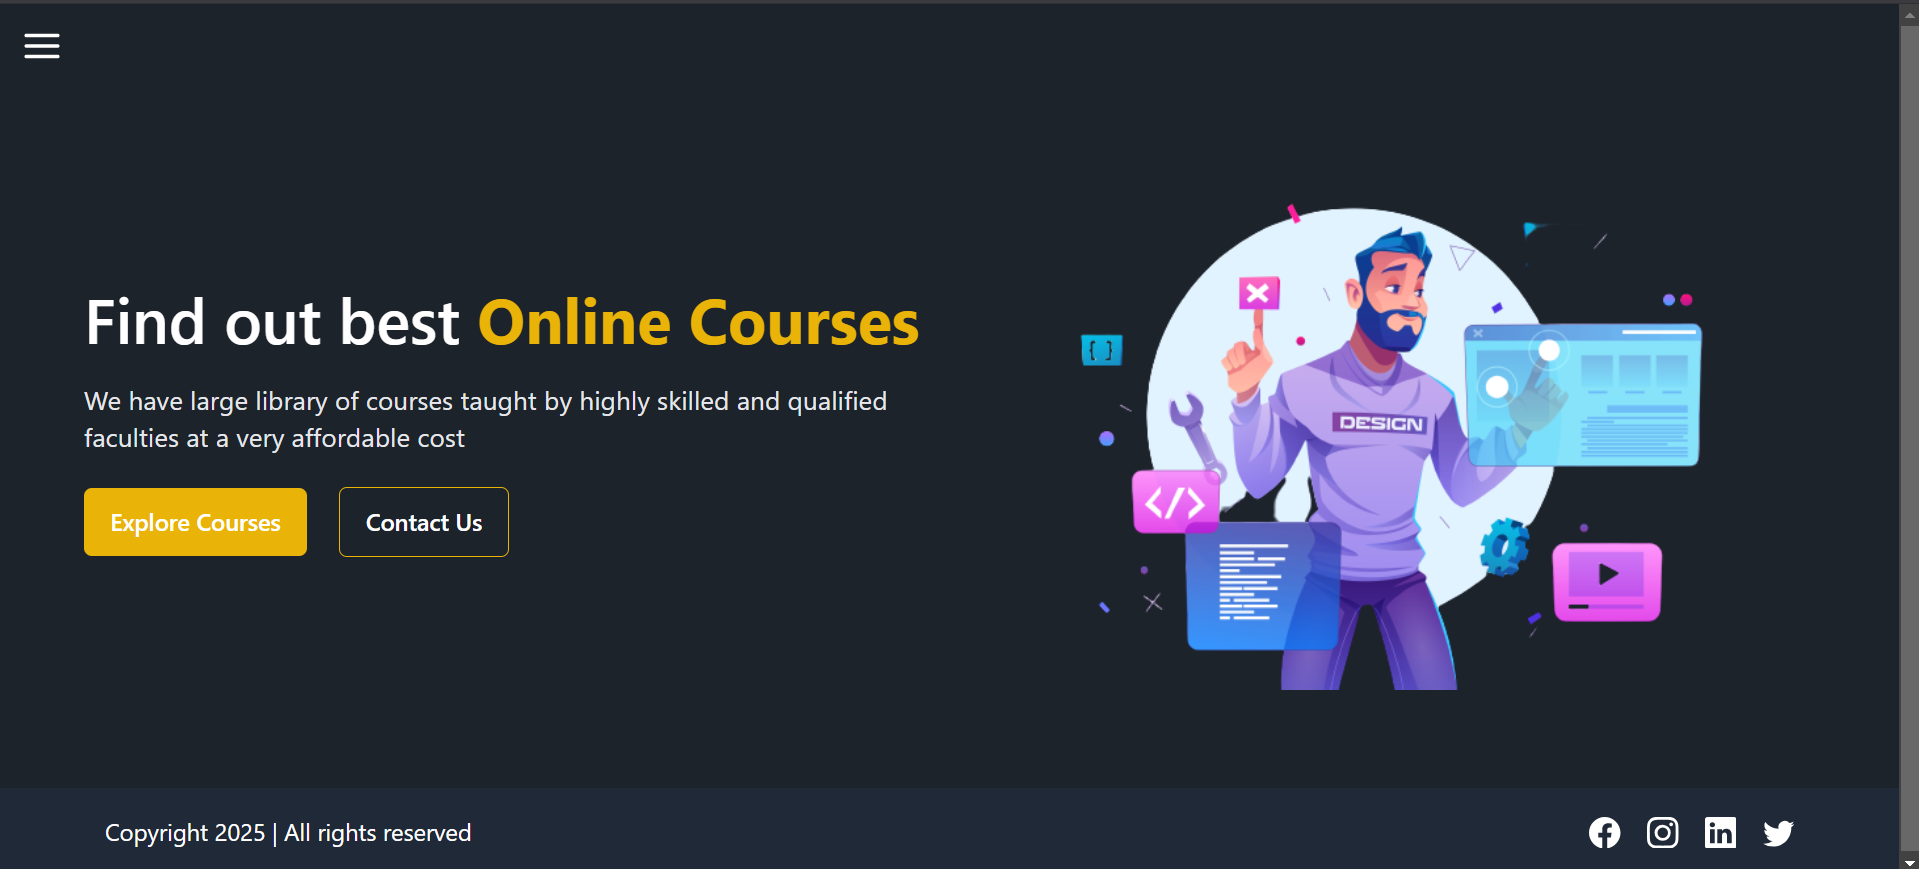 Find out best Online Courses
We have large library of courses taught by highly skilled and qualified
faculties at a very affordable cost
Explore Courses
Contact Us
{ }
DESIGN
</>
Copyright 2025 | All rights reserved
in